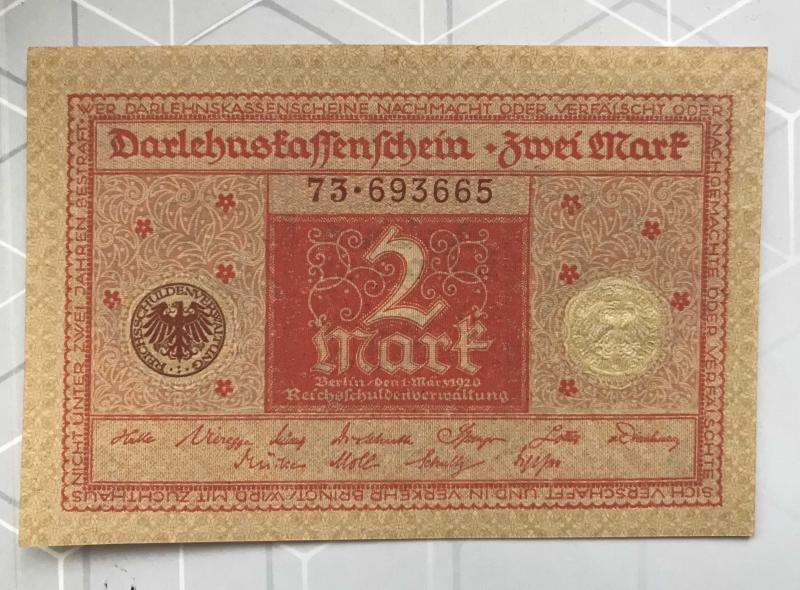 WER DARLEHNSKASSENSCHEINE NACHMACHT ODER VERFÄLSCHT ODER
NACHGEMACHTE ODER VERFÄLSCHTE
SICH VERSCHAFFT UND IN VERKEHR BRINGT, WIRD MIT ZUCHTHAUS
NICHT UNTER ZWEI JAHREN BESTRAFT.
Darlehnskassenschein · Zwei Mark
73·693665
2
Mark
Berlin, den 1. März 1920
Reichsschuldenverwaltung
REICHSSCHULDENVERWALTUNG